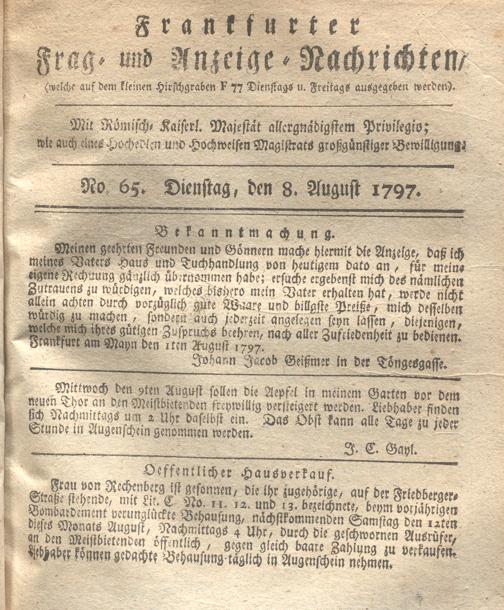 Frankfurter
Frag- und Anzeige-Nachrichten,
(welche auf dem kleinen Hirschgraben F 77 Dienstags u. Freitags ausgegeben werden).
Mit Römisch-Kaiserl. Majestät allergnädigstem Privilegio;
wie auch eines Hochedlen und Hochweisen Magistrats großgünstiger Bewilligung.
No. 65. Dienstag, den 8. August 1797.
Bekanntmachung.
Meinen geehrten Freunden und Gönnern mache hiermit die Anzeige, daß ich
meines Vaters Haus und Tuchhandlung von heutigem dato an, für meine
eigene Rechnung gänzlich übernommen habe; ersuche ergebenst mich des nämlichen
Zutrauens zu würdigen, welches bishero mein Vater erhalten hat, werde nicht
allein achten durch vorzüglich gute Waare und billigste Preiße, mich desselben
würdig zu machen, sondern auch jederzeit angelegen seyn lassen, diejenigen,
welche mich ihres gütigen Zuspruchs beehren, nach aller Zufriedenheit zu bedienen.
Frankfurt am Mayn den 1ten August 1797.
Johann Jacob Geißmer in der Töngesgasse.
Mittwoch den 9ten August sollen die Aepfel in meinem Garten vor dem
neuen Thor an den Meistbietenden freywillig versteigert werden. Liebhaber finden
sich Nachmittags um 2 Uhr daselbst ein. Das Obst kann alle Tage zu jeder
Stunde in Augenschein genommen werden.
J. C. Gayl.
Oeffentlicher Hausverkauf.
Frau von Rechenberg ist gesonnen, die ihr zugehörige, auf der Friedberger-
Straße stehende, mit Lit. C. No. 11. 12. und 13. bezeichnete, beym vorjährigen
Bombardement verunglückte Behausung, nächstkommenden Samstag den 12ten
dieses Monats August, Nachmittags 4 Uhr, durch die geschwornen Ausrüfer,
an den Meistbietenden öffentlich, gegen gleich baare Zahlung zu verkaufen.
Liebhaber können gedachte Behausung täglich in Augenschein nehmen.